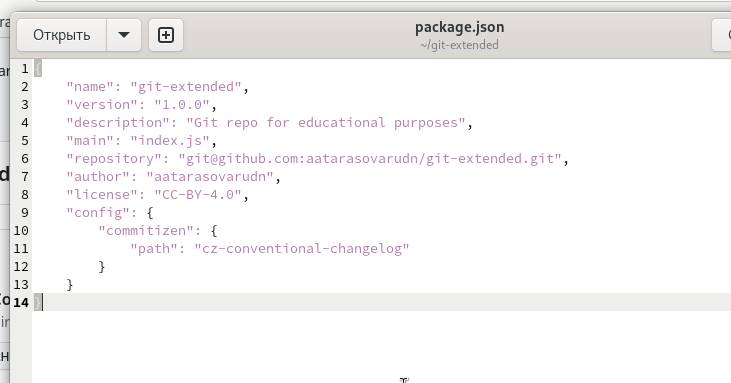 Открыть
package.json
~/git-extended
1 {
2 "name": "git-extended",
3 "version": "1.0.0",
4 "description": "Git repo for educational purposes",
5 "main": "index.js",
6 "repository": "git@github.com:aatarasovarudn/git-extended.git",
7 "author": "aatarasovarudn",
8 "license": "CC-BY-4.0",
9 "config": {
10 "commitizen": {
11 "path": "cz-conventional-changelog"
12 }
13 }
14 }